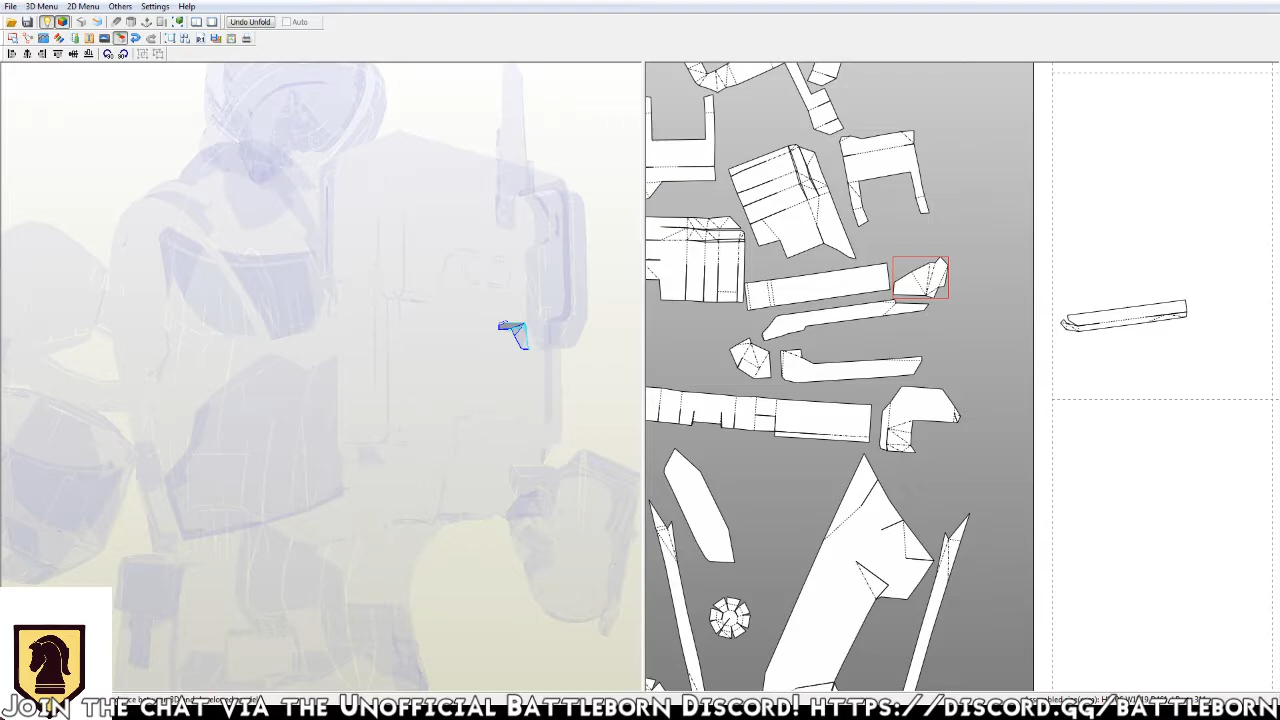 File 3D Menu 2D Menu Others Settings Help
Undo Unfold Auto
Join the chat via the Unofficial Battleborn Discord! https://discord.gg/battleborn